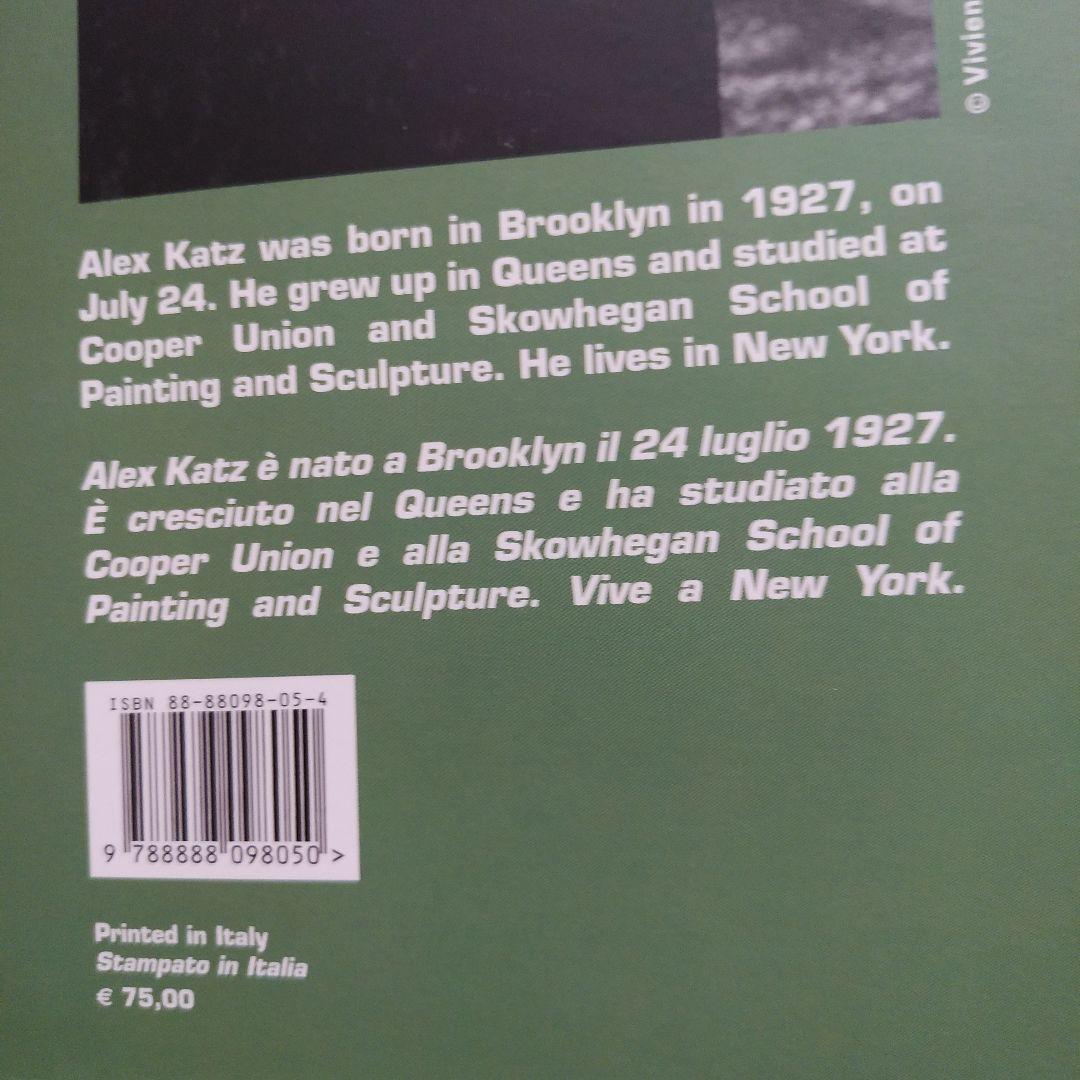 © Vivien
Alex Katz was born in Brooklyn in 1927, on
July 24. He grew up in Queens and studied at
Cooper Union and Skowhegan School of
Painting and Sculpture. He lives in New York.
Alex Katz è nato a Brooklyn il 24 luglio 1927.
È cresciuto nel Queens e ha studiato alla
Cooper Union e alla Skowhegan School of
Painting and Sculpture. Vive a New York.
ISBN 88-88098-05-4
9 788888 098050 >
Printed in Italy
Stampato in Italia
€ 75,00